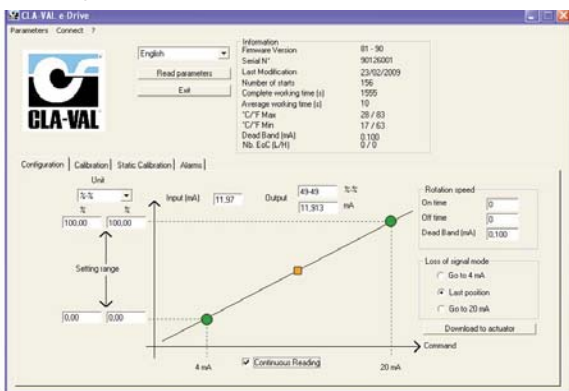 CLA-VAL e-Drive
Parameters Connect ?
English
Read parameters
Exit
CLA-VAL
Information
Firmware Version 01 - 90
Serial N° 90126001
Last Modification 23/02/2009
Number of starts 156
Complete working time (s) 1555
Average working time (s) 10
°C/°F Max 28 / 83
°C/°F Min 17 / 63
Dead Band (mA) 0.100
Nb. EoC (L/H) 0 / 0
Configuration Calibration Static Calibration Alarms
Unit
%-%
% %
100,00 100,00
Setting range
0,00 0,00
Input (mA) 11,97
Output 49-49 %-%
11,913 mA
4 mA
20 mA
Continuous Reading
Command
Rotation speed
On time 0
Off time 0
Dead Band (mA) 0,100
Loss of signal mode
Go to 4 mA
Last position
Go to 20 mA
Download to actuator